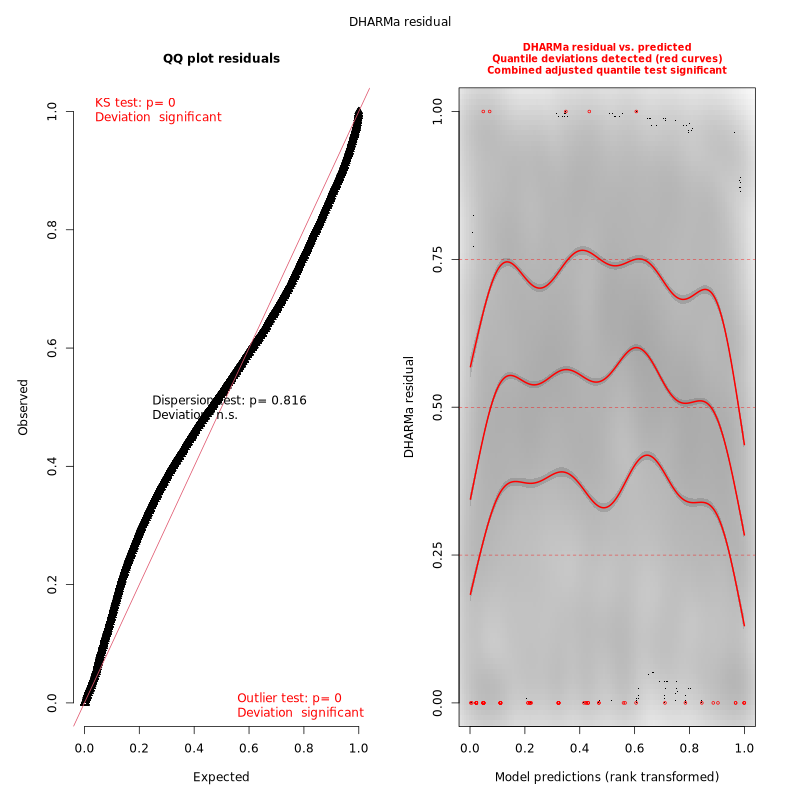 DHARMa residual
QQ plot residuals
KS test: p= 0
Deviation  significant
Dispersion test: p= 0.816
Deviation n.s.
Outlier test: p= 0
Deviation  significant
Observed
0.0
0.2
0.4
0.6
0.8
1.0
0.0 0.2 0.4 0.6 0.8 1.0
Expected
DHARMa residual vs. predicted
Quantile deviations detected (red curves)
Combined adjusted quantile test significant
DHARMa residual
0.00
0.25
0.50
0.75
1.00
0.0 0.2 0.4 0.6 0.8 1.0
Model predictions (rank transformed)